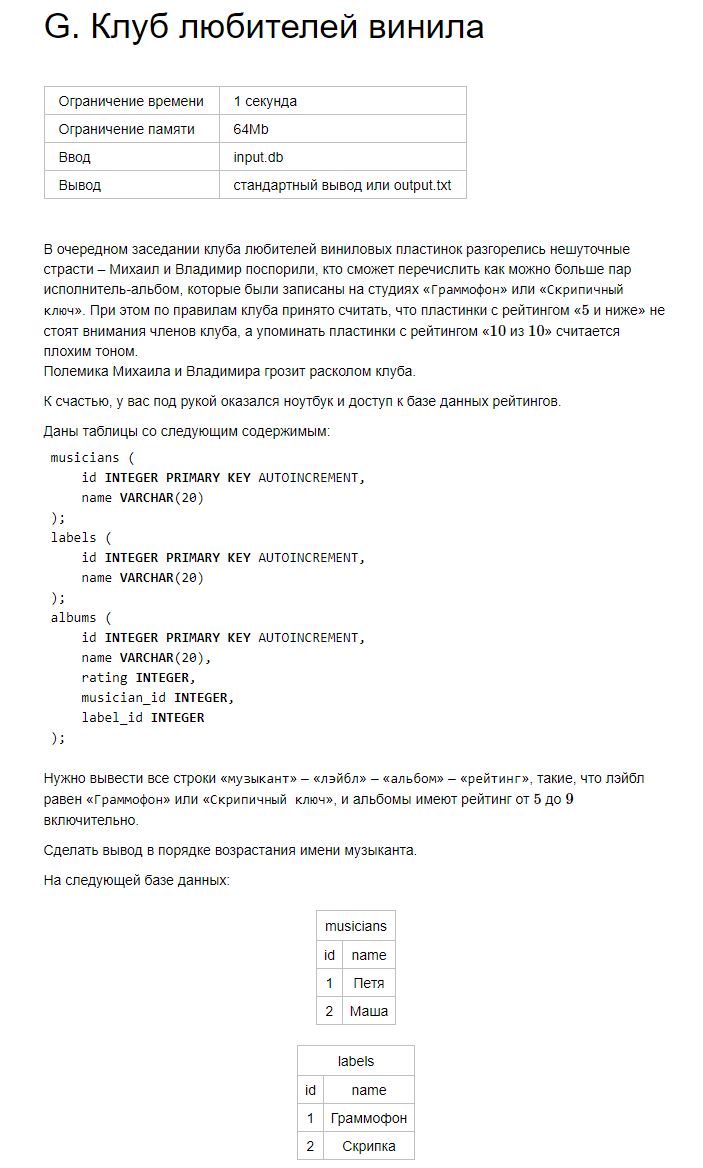 G. Клуб любителей винила
Ограничение времени 1 секунда
Ограничение памяти 64Mb
Ввод input.db
Вывод стандартный вывод или output.txt
В очередном заседании клуба любителей виниловых пластинок разгорелись нешуточные
страсти – Михаил и Владимир поспорили, кто сможет перечислить как можно больше пар
исполнитель-альбом, которые были записаны на студиях «Граммофон» или «Скрипичный
ключ». При этом по правилам клуба принято считать, что пластинки с рейтингом «5 и ниже» не
стоят внимания членов клуба, а упоминать пластинки с рейтингом «10 из 10» считается
плохим тоном.
Полемика Михаила и Владимира грозит расколом клуба.
К счастью, у вас под рукой оказался ноутбук и доступ к базе данных рейтингов.
Даны таблицы со следующим содержимым:
musicians (
id INTEGER PRIMARY KEY AUTOINCREMENT,
name VARCHAR(20)
);
labels (
id INTEGER PRIMARY KEY AUTOINCREMENT,
name VARCHAR(20)
);
albums (
id INTEGER PRIMARY KEY AUTOINCREMENT,
name VARCHAR(20),
rating INTEGER,
musician_id INTEGER,
label_id INTEGER
);
Нужно вывести все строки «музыкант» – «лэйбл» – «альбом» – «рейтинг», такие, что лэйбл
равен «Граммофон» или «Скрипичный ключ», и альбомы имеют рейтинг от 5 до 9
включительно.
Сделать вывод в порядке возрастания имени музыканта.
На следующей базе данных:
musicians
id name
1 Петя
2 Маша
labels
id name
1 Граммофон
2 Скрипка